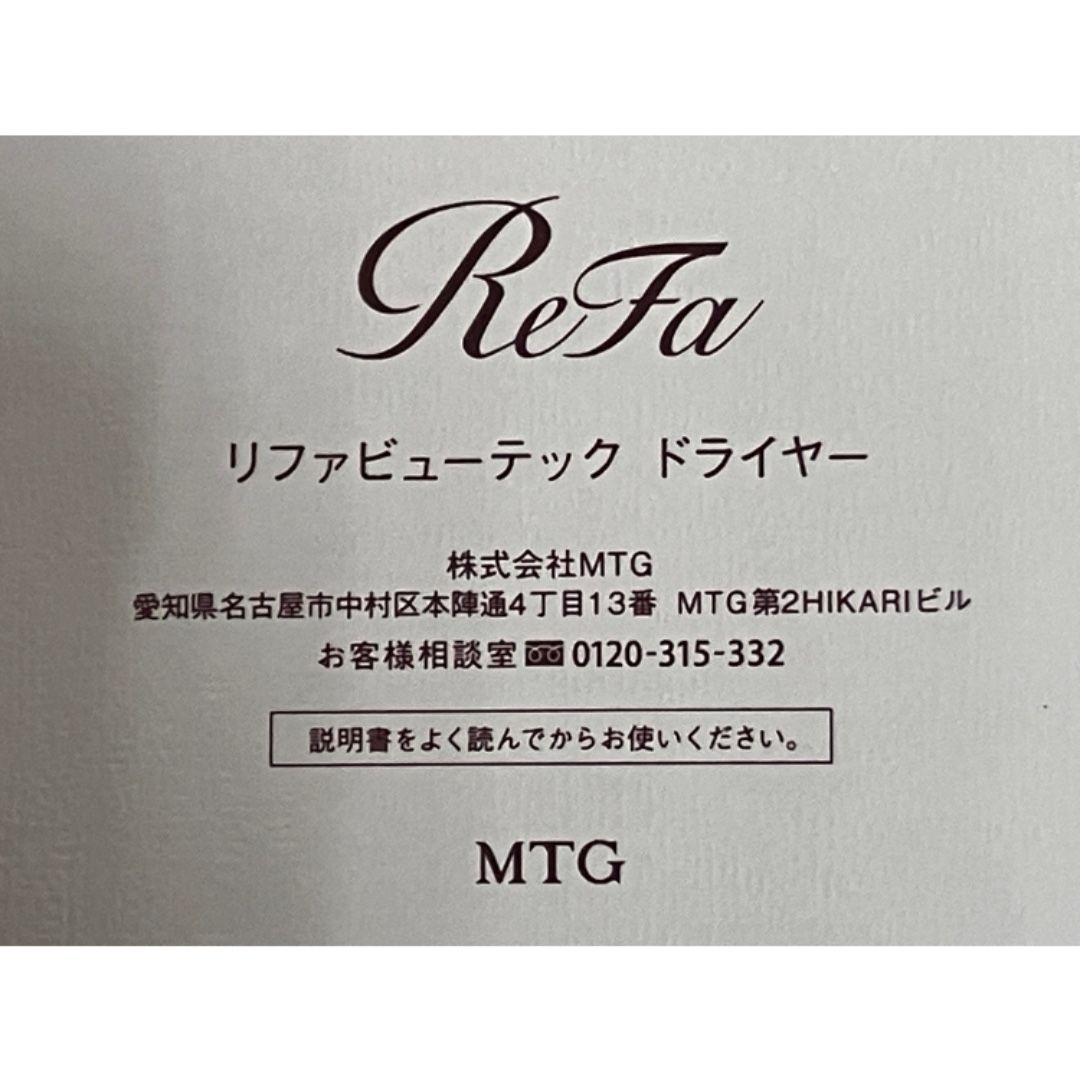 ReFa
リファビューテック ドライヤー
株式会社MTG
愛知県名古屋市中村区本陣通4丁目13番 MTG第2HIKARIビル
お客様相談室 0120-315-332
説明書をよく読んでからお使いください。
MTG